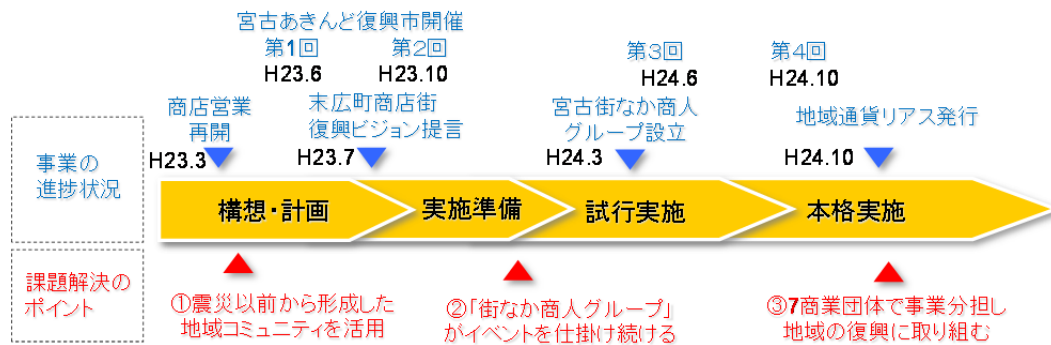 宮古あきんど復興市開催
第1回
H23.6
第2回
H23.10
第3回
H24.6
第4回
H24.10
商店営業
再開
H23.3
末広町商店街
復興ビジョン提言
H23.7
宮古街なか商人
グループ設立
H24.3
地域通貨リアス発行
H24.10
事業の
進捗状況
構想・計画
実施準備
試行実施
本格実施
課題解決の
ポイント
①震災以前から形成した
地域コミュニティを活用
②「街なか商人グループ」
がイベントを仕掛け続ける
③7商業団体で事業分担し
地域の復興に取り組む